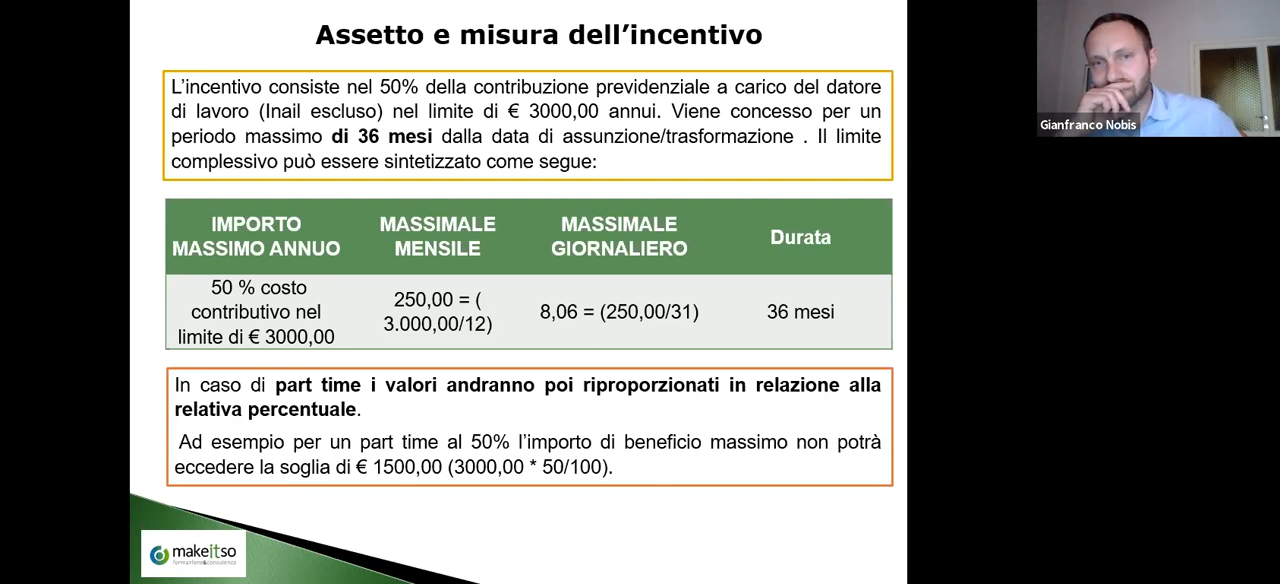 Assetto e misura dell’incentivo
L’incentivo consiste nel 50% della contribuzione previdenziale a carico del datore
di lavoro (Inail escluso) nel limite di € 3000,00 annui. Viene concesso per un
periodo massimo di 36 mesi dalla data di assunzione/trasformazione . Il limite
complessivo può essere sintetizzato come segue:
IMPORTO
MASSIMO ANNUO
MASSIMALE
MENSILE
MASSIMALE
GIORNALIERO
Durata
50 % costo
contributivo nel
limite di € 3000,00
250,00 = (
3.000,00/12)
8,06 = (250,00/31)
36 mesi
In caso di part time i valori andranno poi riproporzionati in relazione alla
relativa percentuale.
Ad esempio per un part time al 50% l’importo di beneficio massimo non potrà
eccedere la soglia di € 1500,00 (3000,00 * 50/100).
makeitso
formazione&consulenza
Gianfranco Nobis